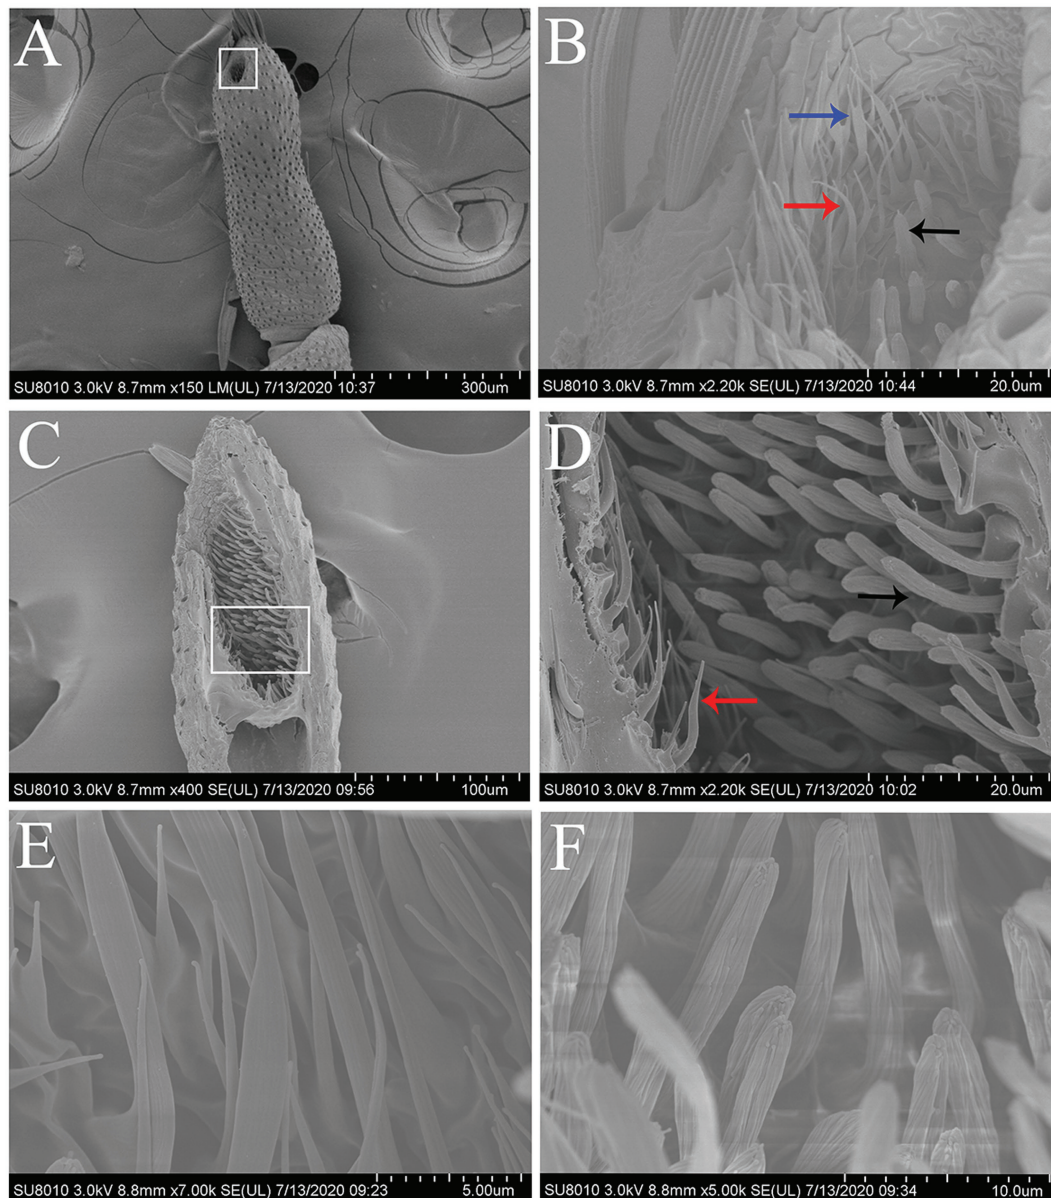 A
SU8010 3.0kV 8.7mm x150 LM(UL) 7/13/2020 10:37 300um
B
SU8010 3.0kV 8.7mm x2.20k SE(UL) 7/13/2020 10:44 20.0um
C
SU8010 3.0kV 8.7mm x400 SE(UL) 7/13/2020 09:56 100um
D
SU8010 3.0kV 8.7mm x2.20k SE(UL) 7/13/2020 10:02 20.0um
E
SU8010 3.0kV 8.8mm x7.00k SE(UL) 7/13/2020 09:23 5.00um
F
SU8010 3.0kV 8.8mm x5.00k SE(UL) 7/13/2020 09:34 10.0um